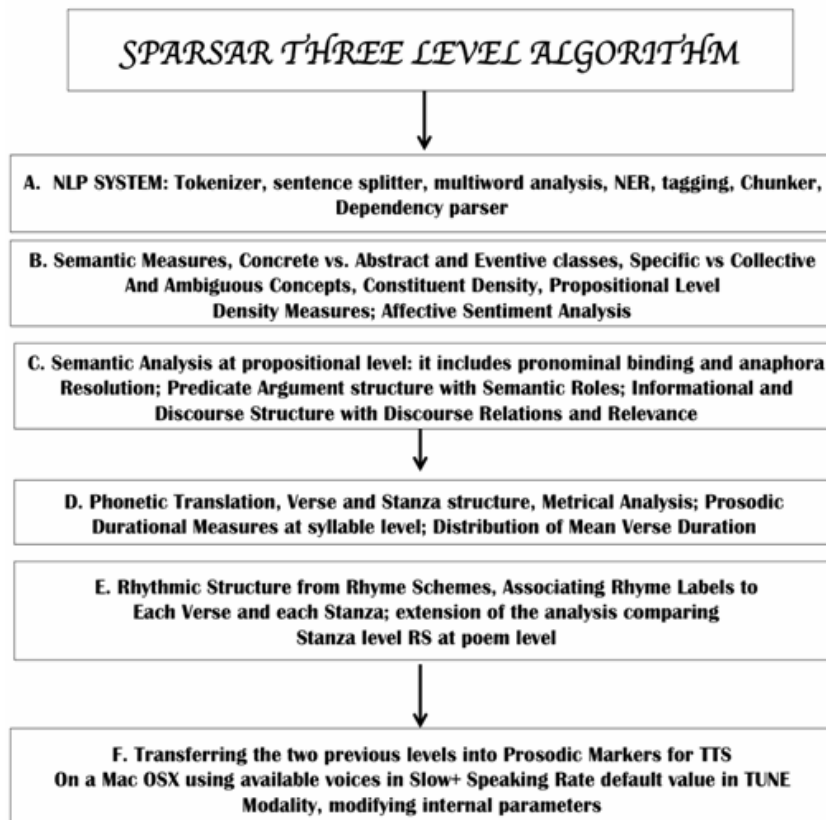 SPARSAR THREE LEVEL ALGORITHM
A. NLP SYSTEM: Tokenizer, sentence splitter, multiword analysis, NER, tagging, Chunker,
Dependency parser
B. Semantic Measures, Concrete vs. Abstract and Eventive classes, Specific vs Collective
And Ambiguous Concepts, Constituent Density, Propositional Level
Density Measures; Affective Sentiment Analysis
C. Semantic Analysis at propositional level: it includes pronominal binding and anaphora
Resolution; Predicate Argument structure with Semantic Roles; Informational and
Discourse Structure with Discourse Relations and Relevance
D. Phonetic Translation, Verse and Stanza structure, Metrical Analysis; Prosodic
Durational Measures at syllable level; Distribution of Mean Verse Duration
E. Rhythmic Structure from Rhyme Schemes, Associating Rhyme Labels to
Each Verse and each Stanza; extension of the analysis comparing
Stanza level RS at poem level
F. Transferring the two previous levels into Prosodic Markers for TTS
On a Mac OSX using available voices in Slow+ Speaking Rate default value in TUNE
Modality, modifying internal parameters